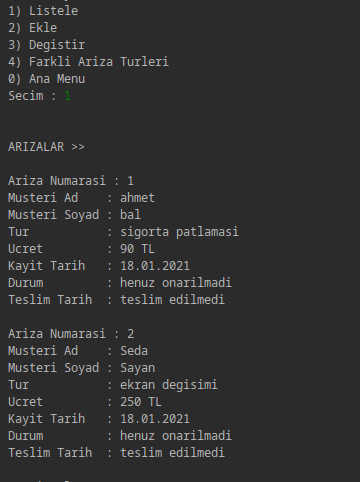 1) Listele
2) Ekle
3) Degistir
4) Farkli Ariza Turleri
0) Ana Menu
Secim : 1
ARIZALAR >>
Ariza Numarasi : 1
Musteri Ad : ahmet
Musteri Soyad : bal
Tur : sigorta patlamasi
Ucret : 90 TL
Kayit Tarih : 18.01.2021
Durum : henuz onarilmadi
Teslim Tarih : teslim edilmedi
Ariza Numarasi : 2
Musteri Ad : Seda
Musteri Soyad : Sayan
Tur : ekran degisimi
Ucret : 250 TL
Kayit Tarih : 18.01.2021
Durum : henuz onarilmadi
Teslim Tarih : teslim edilmedi